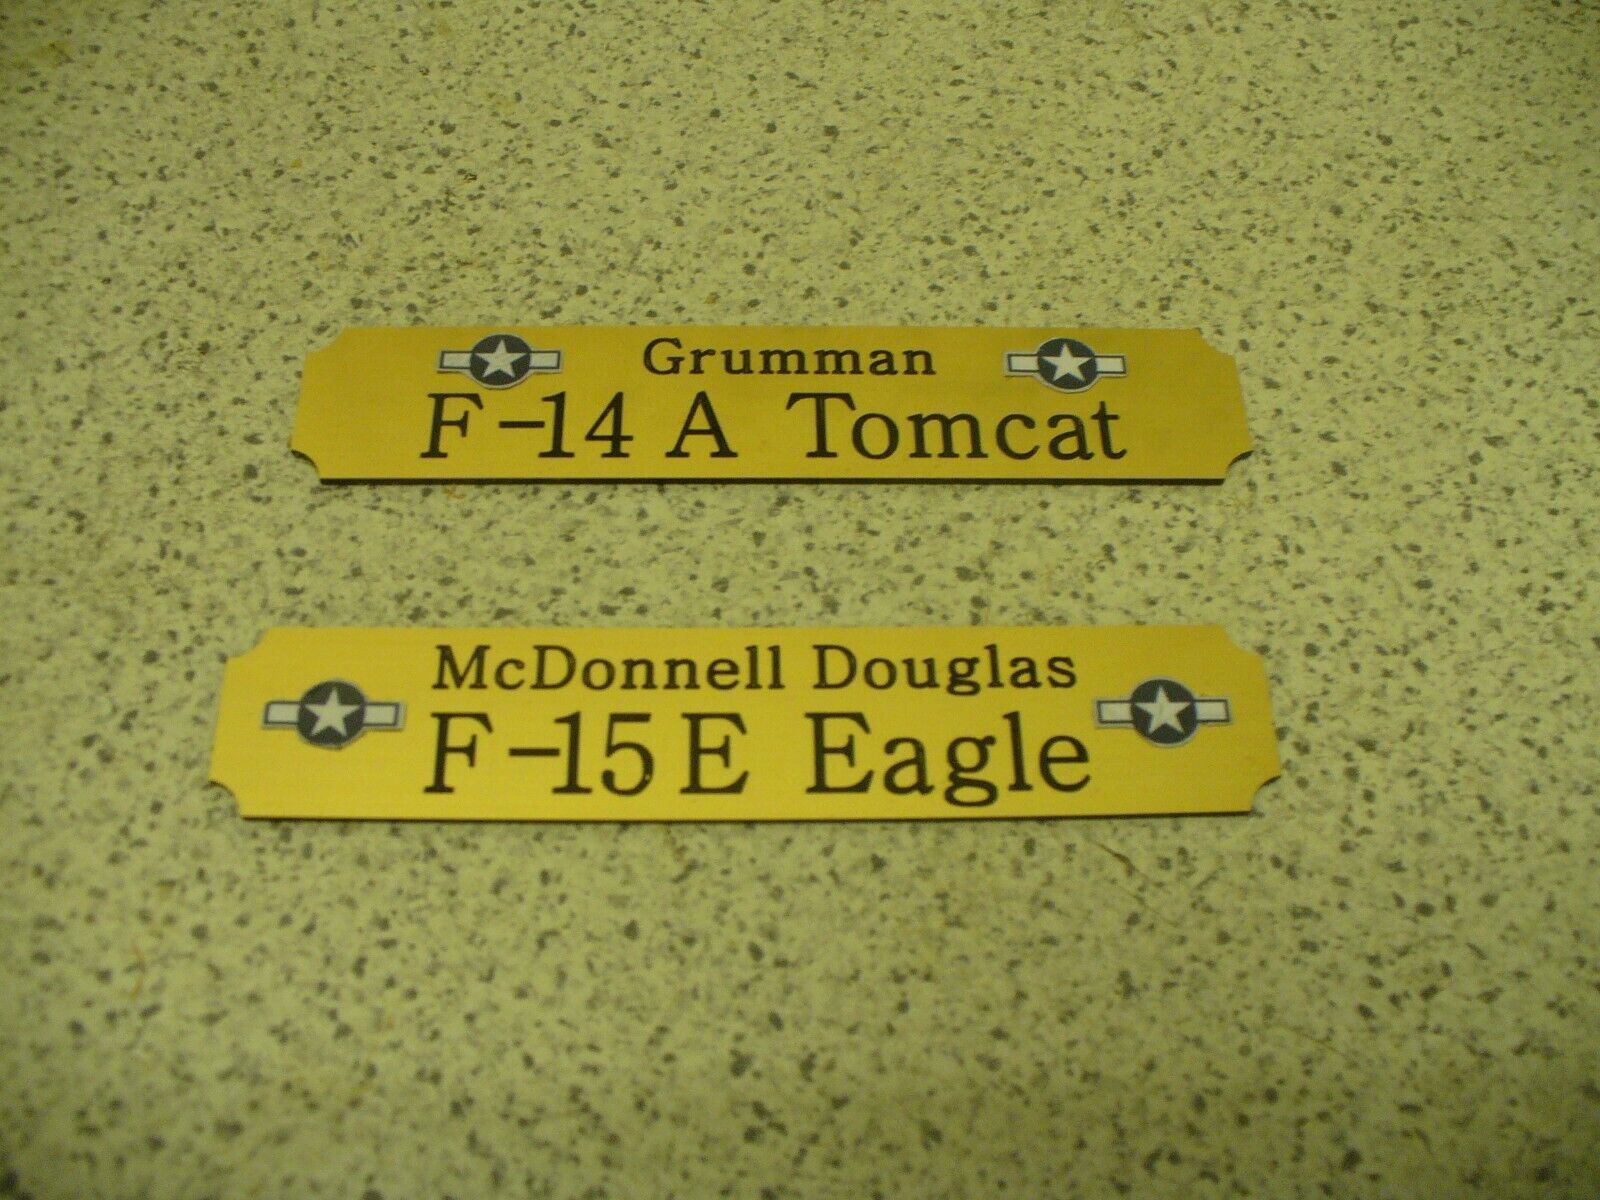 Grumman
F-14 A Tomcat
McDonnell Douglas
F-15 E Eagle